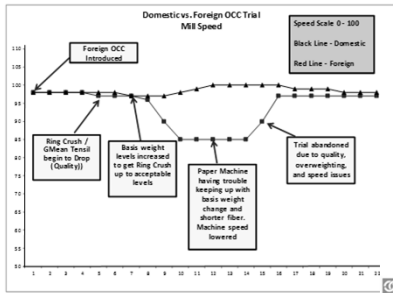 Domestic vs. Foreign OCC Trial
Mill Speed
Speed Scale 0 - 100
Black Line - Domestic
Red Line - Foreign
Foreign OCC
Introduced
Ring Crush /
GMean Tensil
begin to Drop
(Quality))
Basis weight
levels increased
to get Ring Crush
up to acceptable
levels
Paper Machine
having trouble
keeping up with
basis weight
change and
shorter fiber.
Machine speed
lowered
Trial abandoned
due to quality,
overweighting,
and speed issues
110
105
100
95
90
85
80
75
70
65
60
55
50
1 2 3 4 5 6 7 8 9 10 11 12 13 14 15 16 17 18 19 20 21